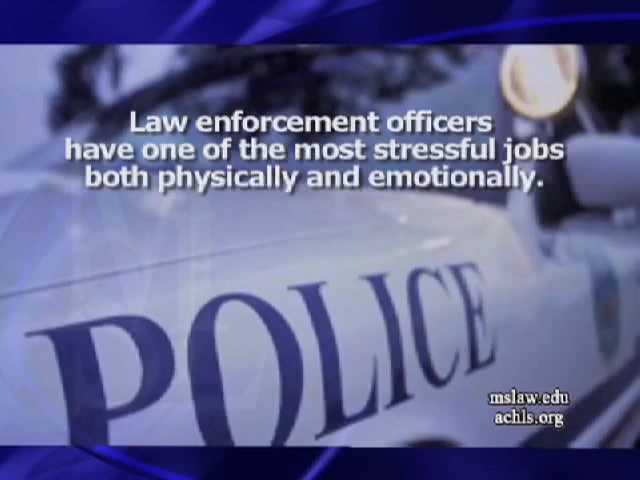 Law enforcement officers
have one of the most stressful jobs
both physically and emotionally.
POLICE
mslaw.edu
achls.org